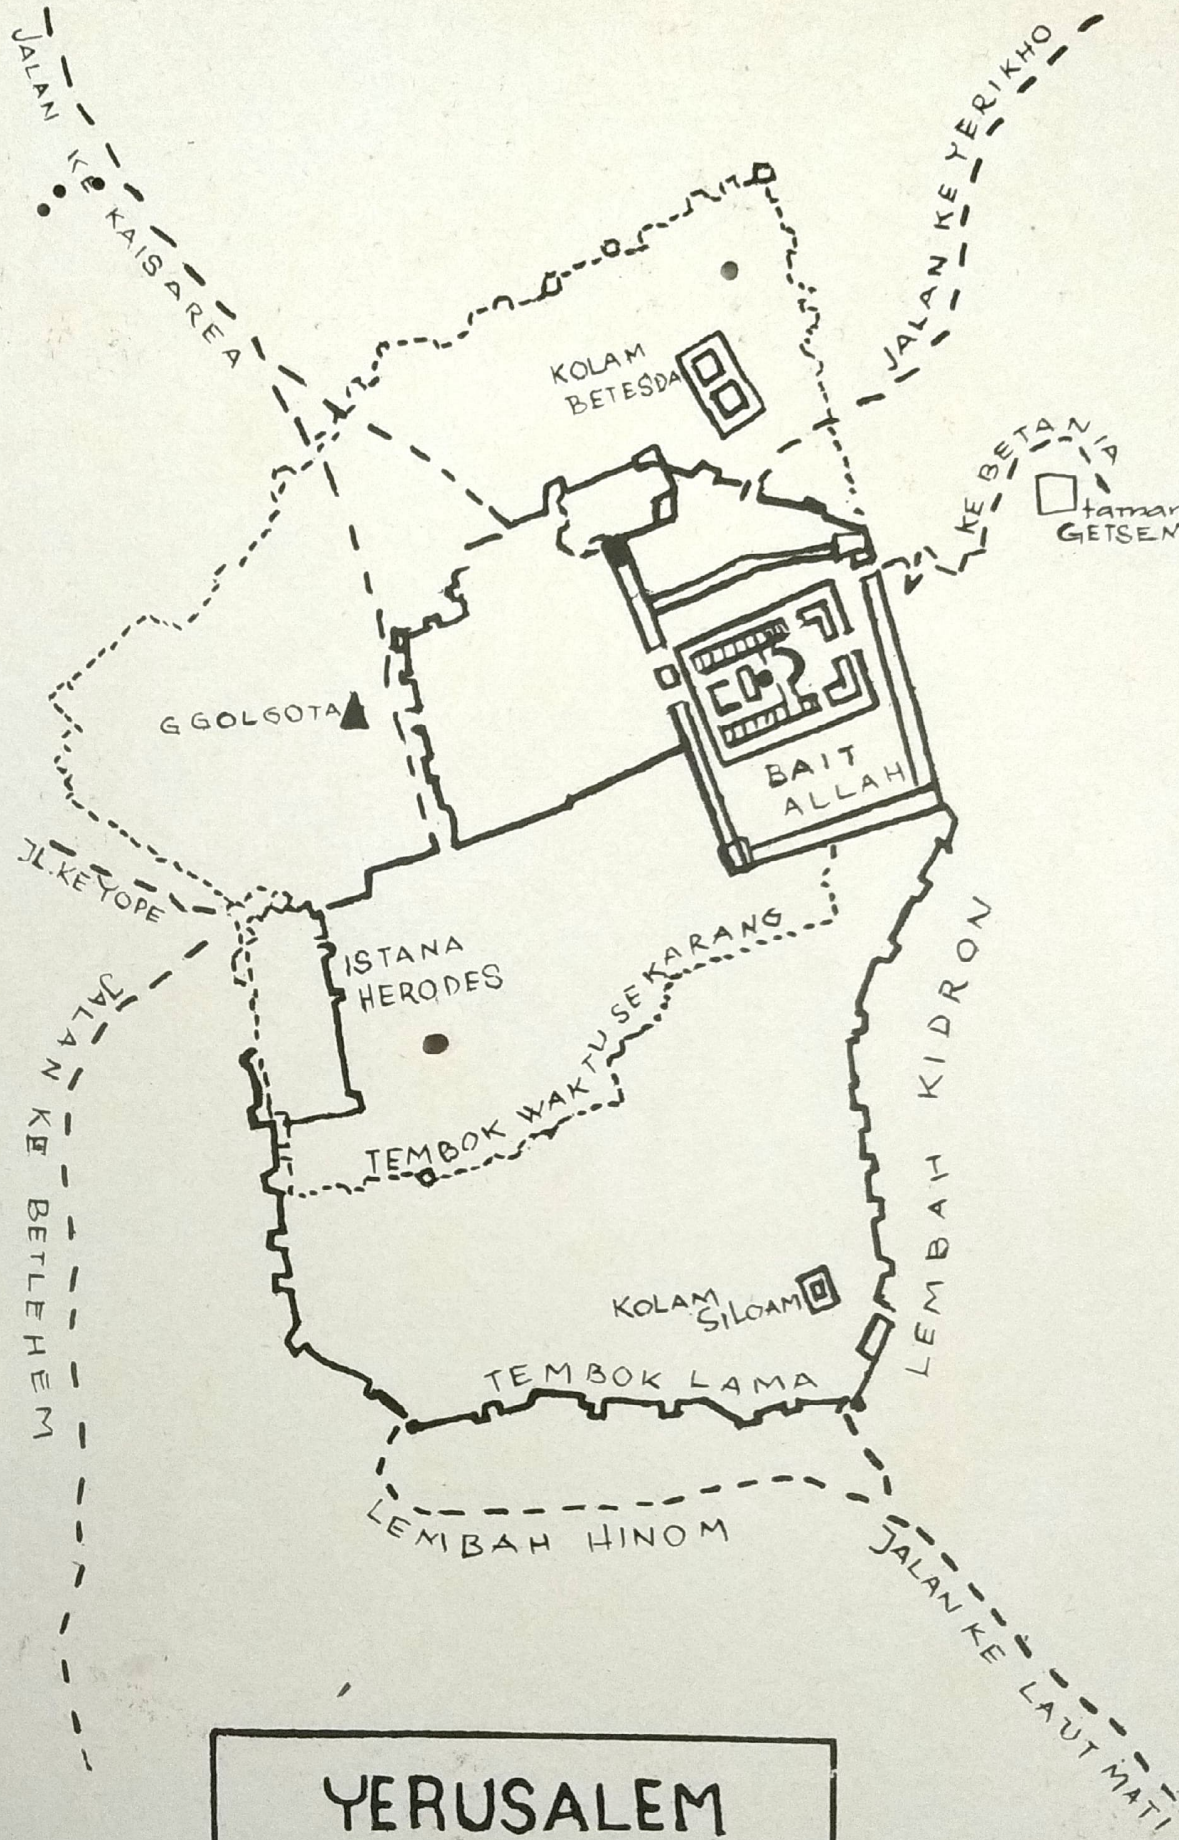 JALAN KE KAISAREA
JALAN KE YERIKHO
KOLAM
BETESDA
KE BETANIA
taman
GETSEM
G GOLGOTA
BAIT
ALLAH
JL. KE YOPE
ISTANA
HERODES
TEMBOK WAKTU SEKARANG
LEMBAH KIDRON
JALAN KE BETLEHEM
KOLAM
SILOAM
TEMBOK LAMA
LEMBAH HINOM
JALAN KE LAUT MATI
YERUSALEM